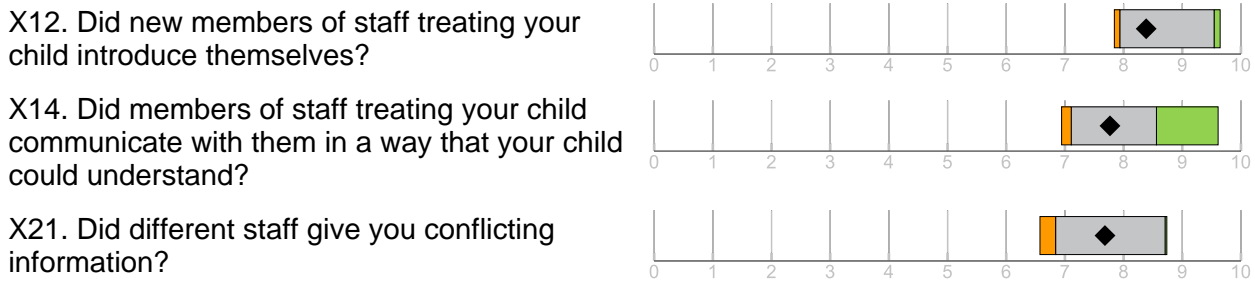 X12. Did new members of staff treating your
child introduce themselves?
0 1 2 3 4 5 6 7 8 9 10
X14. Did members of staff treating your child
communicate with them in a way that your child
could understand?
0 1 2 3 4 5 6 7 8 9 10
X21. Did different staff give you conflicting
information?
0 1 2 3 4 5 6 7 8 9 10